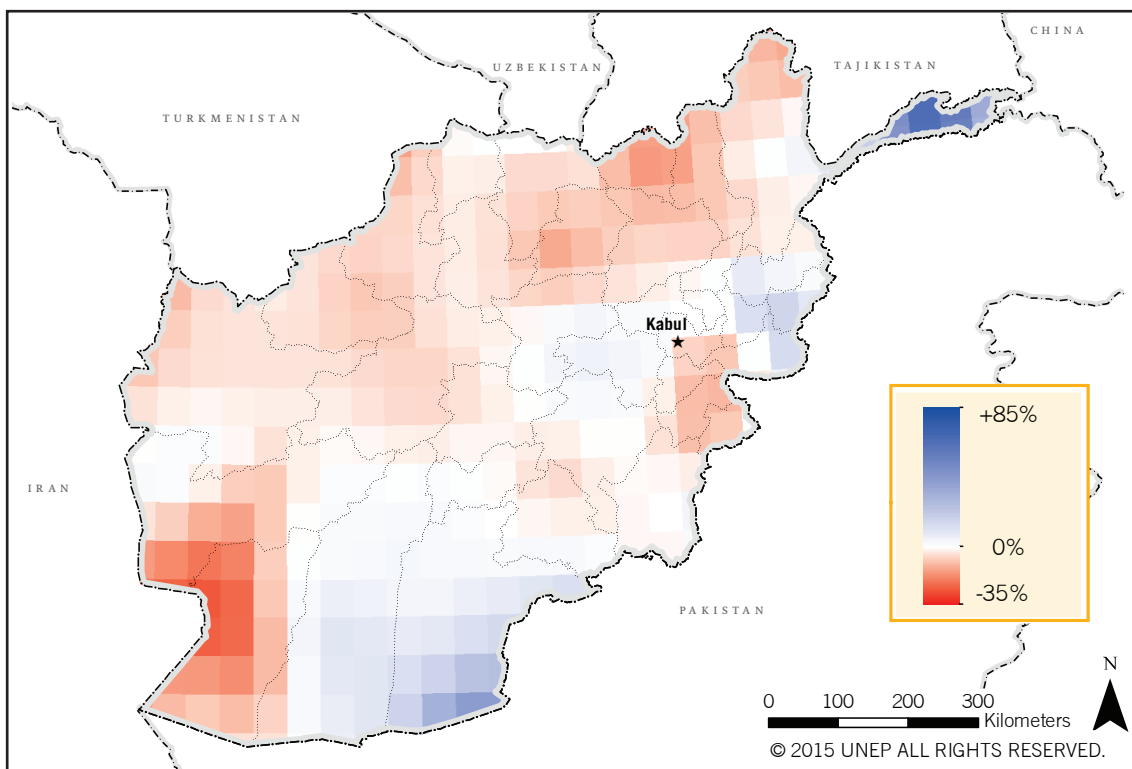 CHINA
UZBEKISTAN
TAJIKISTAN
TURKMENISTAN
Kabul
+85%
0%
-35%
IRAN
PAKISTAN
N
0 100 200 300
Kilometers
© 2015 UNEP ALL RIGHTS RESERVED.